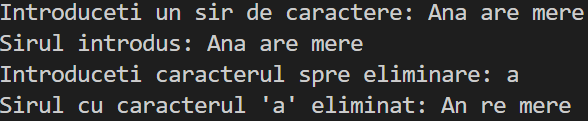 Introduceti un sir de caractere: Ana are mere
Sirul introdus: Ana are mere
Introduceti caracterul spre eliminare: a
Sirul cu caracterul 'a' eliminat: An re mere